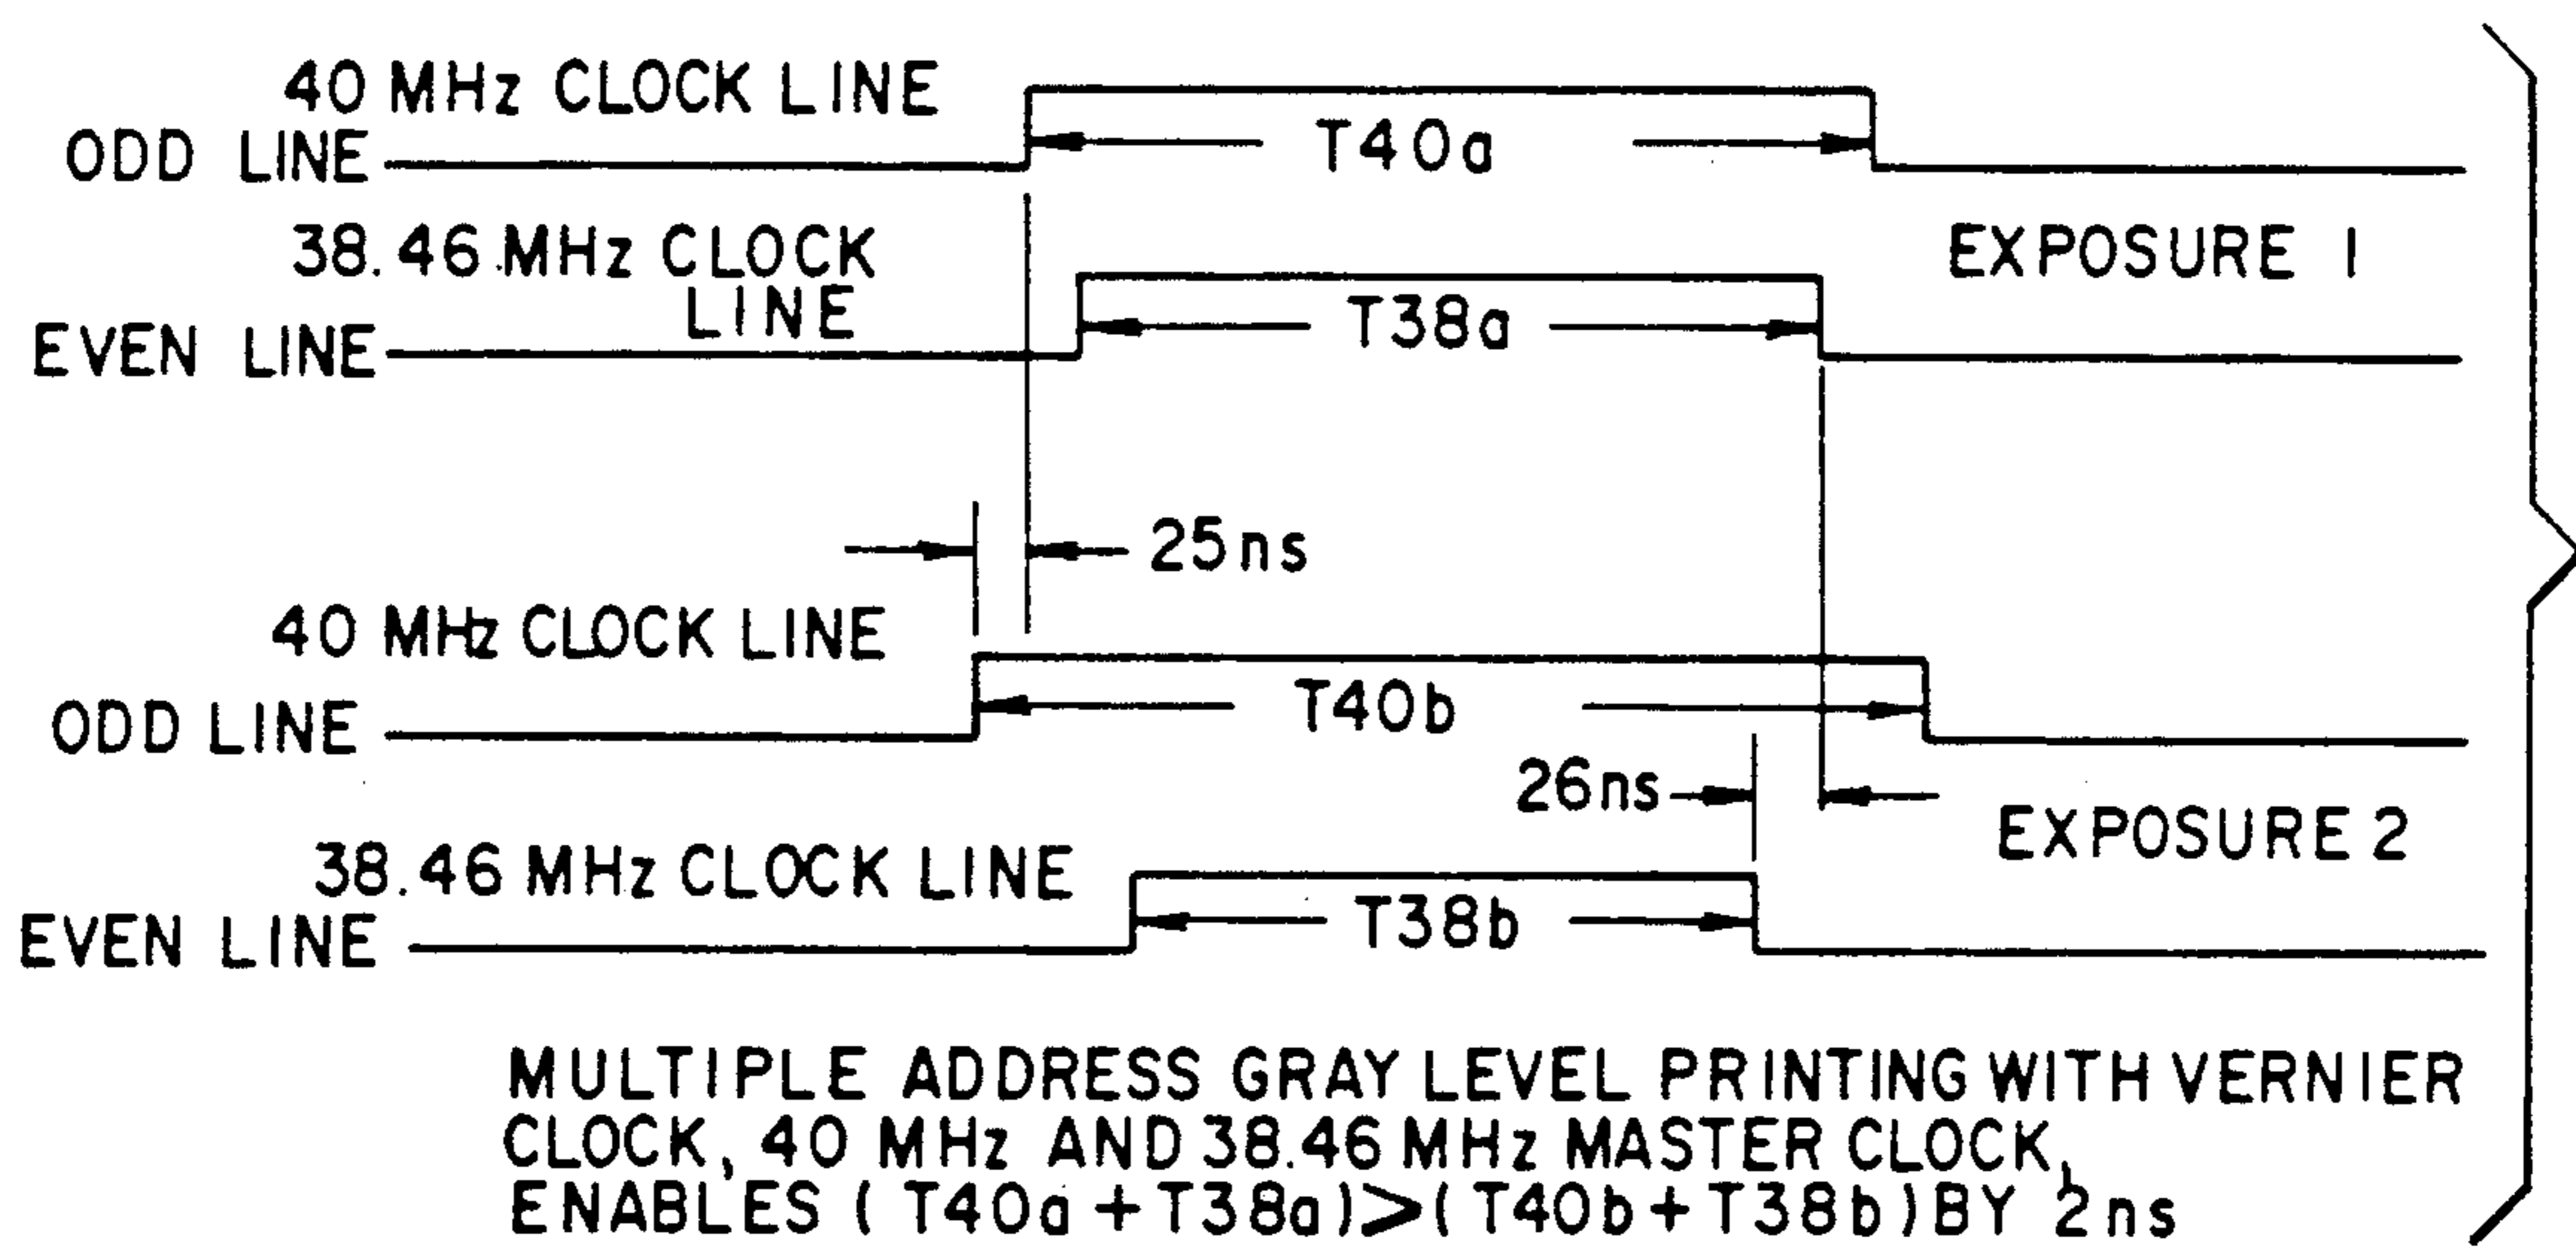 40 MHz CLOCK LINE
ODD LINE
T40a
38.46 MHz CLOCK
LINE
EXPOSURE 1
EVEN LINE
T38a
25ns
40 MHz CLOCK LINE
ODD LINE
T40b
26ns
EXPOSURE 2
38.46 MHz CLOCK LINE
EVEN LINE
T38b
MULTIPLE ADDRESS GRAY LEVEL PRINTING WITH VERNIER
CLOCK, 40 MHz AND 38.46 MHz MASTER CLOCK,
ENABLES (T40a+T38a)>(T40b+T38b) BY 2ns